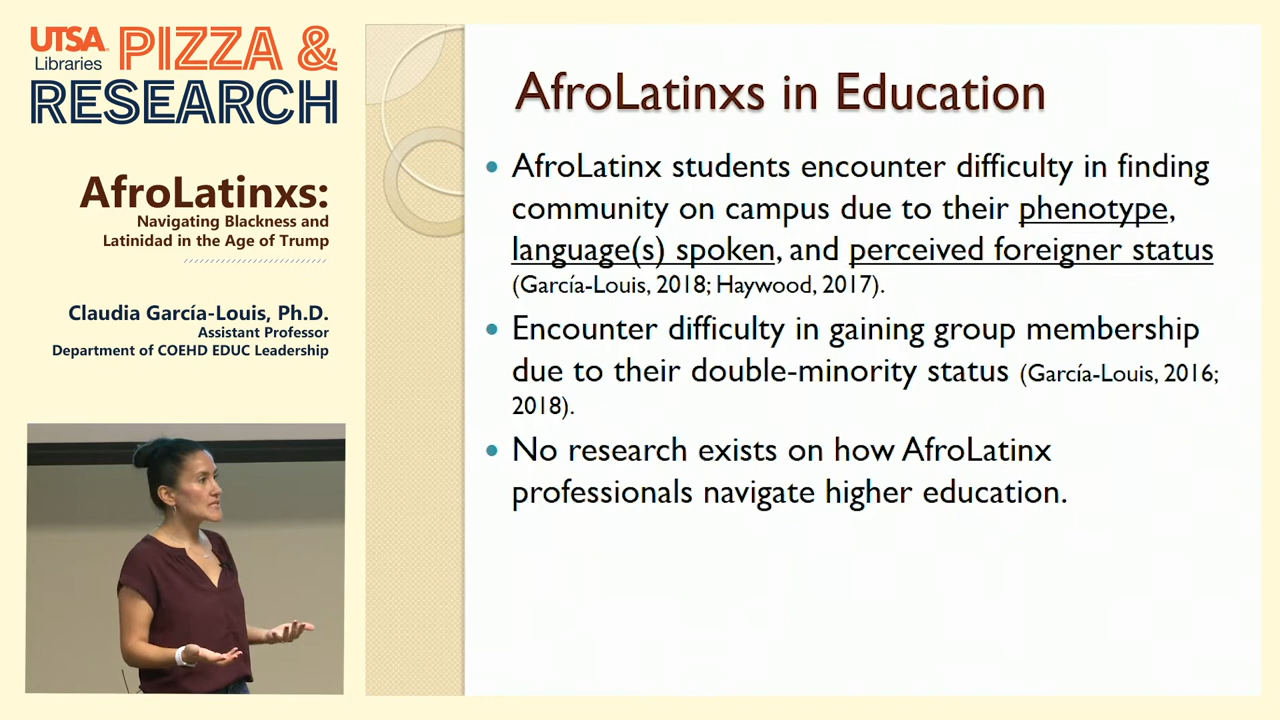 UTSA
Libraries
PIZZA &
RESEARCH
AfroLatinxs:
Navigating Blackness and
Latinidad in the Age of Trump
Claudia García-Louis, Ph.D.
Assistant Professor
Department of COEHD EDUC Leadership
AfroLatinxs in Education
• AfroLatinx students encounter difficulty in finding
community on campus due to their phenotype,
language(s) spoken, and perceived foreigner status
(García-Louis, 2018; Haywood, 2017).
• Encounter difficulty in gaining group membership
due to their double-minority status (García-Louis, 2016;
2018).
• No research exists on how AfroLatinx
professionals navigate higher education.